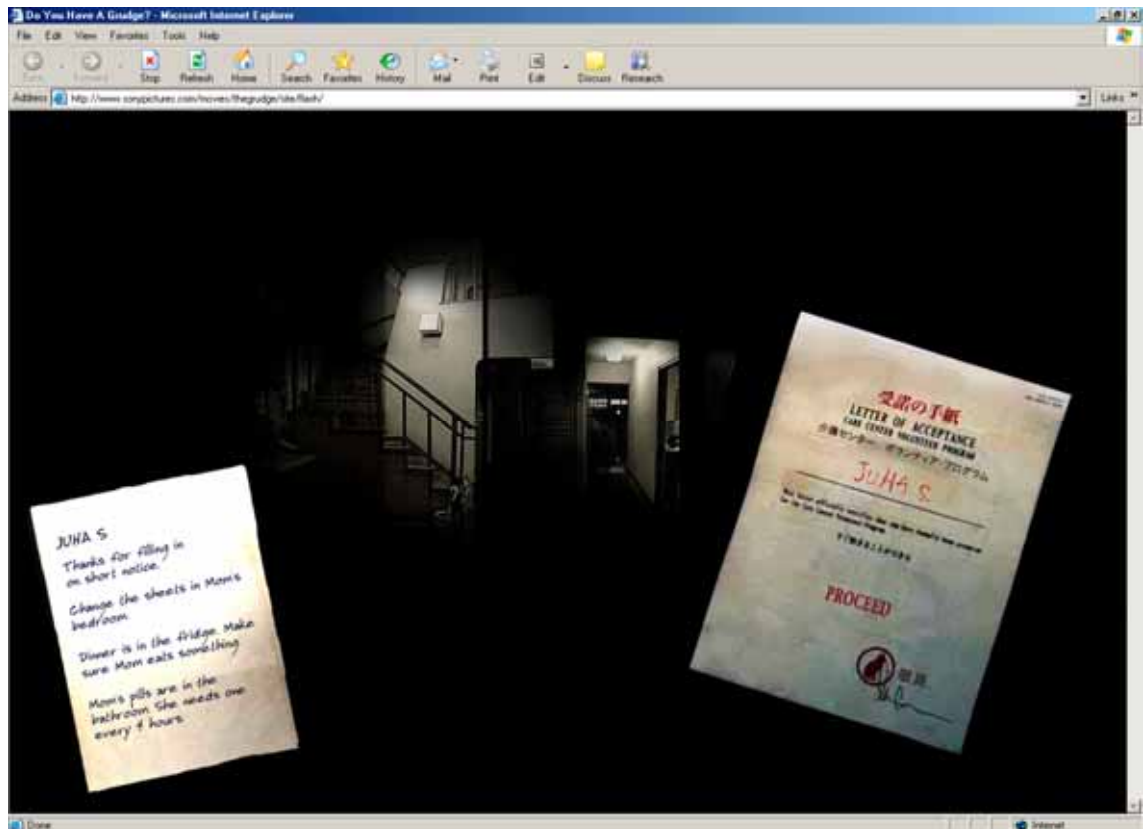 Do You Have A Grudge? - Microsoft Internet Explorer
File Edit View Favorites Tools Help
Back Forward Stop Refresh Home Search Favorites History Mail Print Edit Discuss Research
Address http://www.sonypictures.com/movies/thegrudge/site/flash/ Links
受諾の手紙
LETTER OF ACCEPTANCE
CARE CENTER VOLUNTEER PROGRAM
介護センター ボランティア・プログラム
JUHA S.
PROCEED
JUHA S
Thanks for filling in
on short notice.
Change the sheets in Mom's
bedroom
Dinner is in the fridge. Make
sure Mom eats something
Mom's pills are in the
bathroom. She needs one
every 4 hours
Done Internet